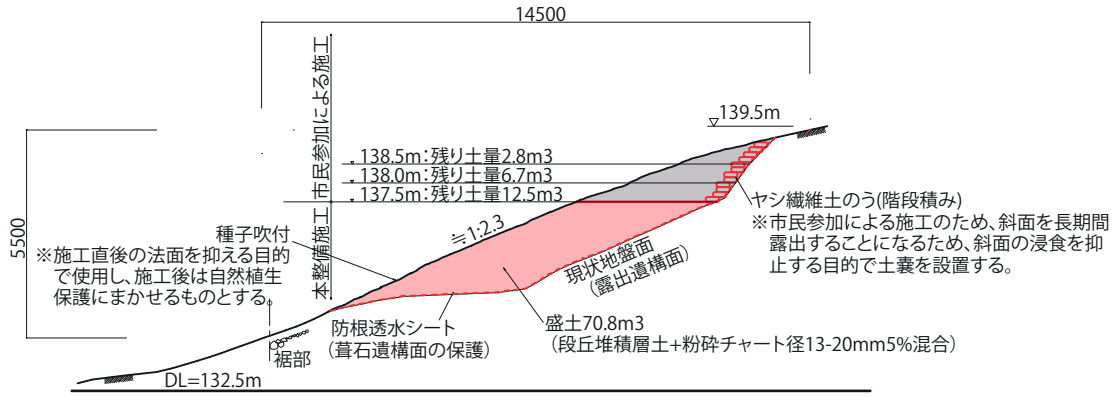 14500
5500
市民参加による施工
本整備施工
139.5m
138.5m:残り土量2.8m3
138.0m:残り土量6.7m3
137.5m:残り土量12.5m3
ヤシ繊維土のう(階段積み)
※市民参加による施工のため、斜面を長期間
露出することになるため、斜面の浸食を抑
止する目的で土嚢を設置する。
種子吹付
※施工直後の法面を抑える目的
で使用し、施工後は自然植生
保護にまかせるものとする。
≒1:2.3
現状地盤面
(露出遺構面)
防根透水シート
(葺石遺構面の保護)
盛土70.8m3
(段丘堆積層土+粉砕チャート径13-20mm5%混合)
裾部
DL=132.5m